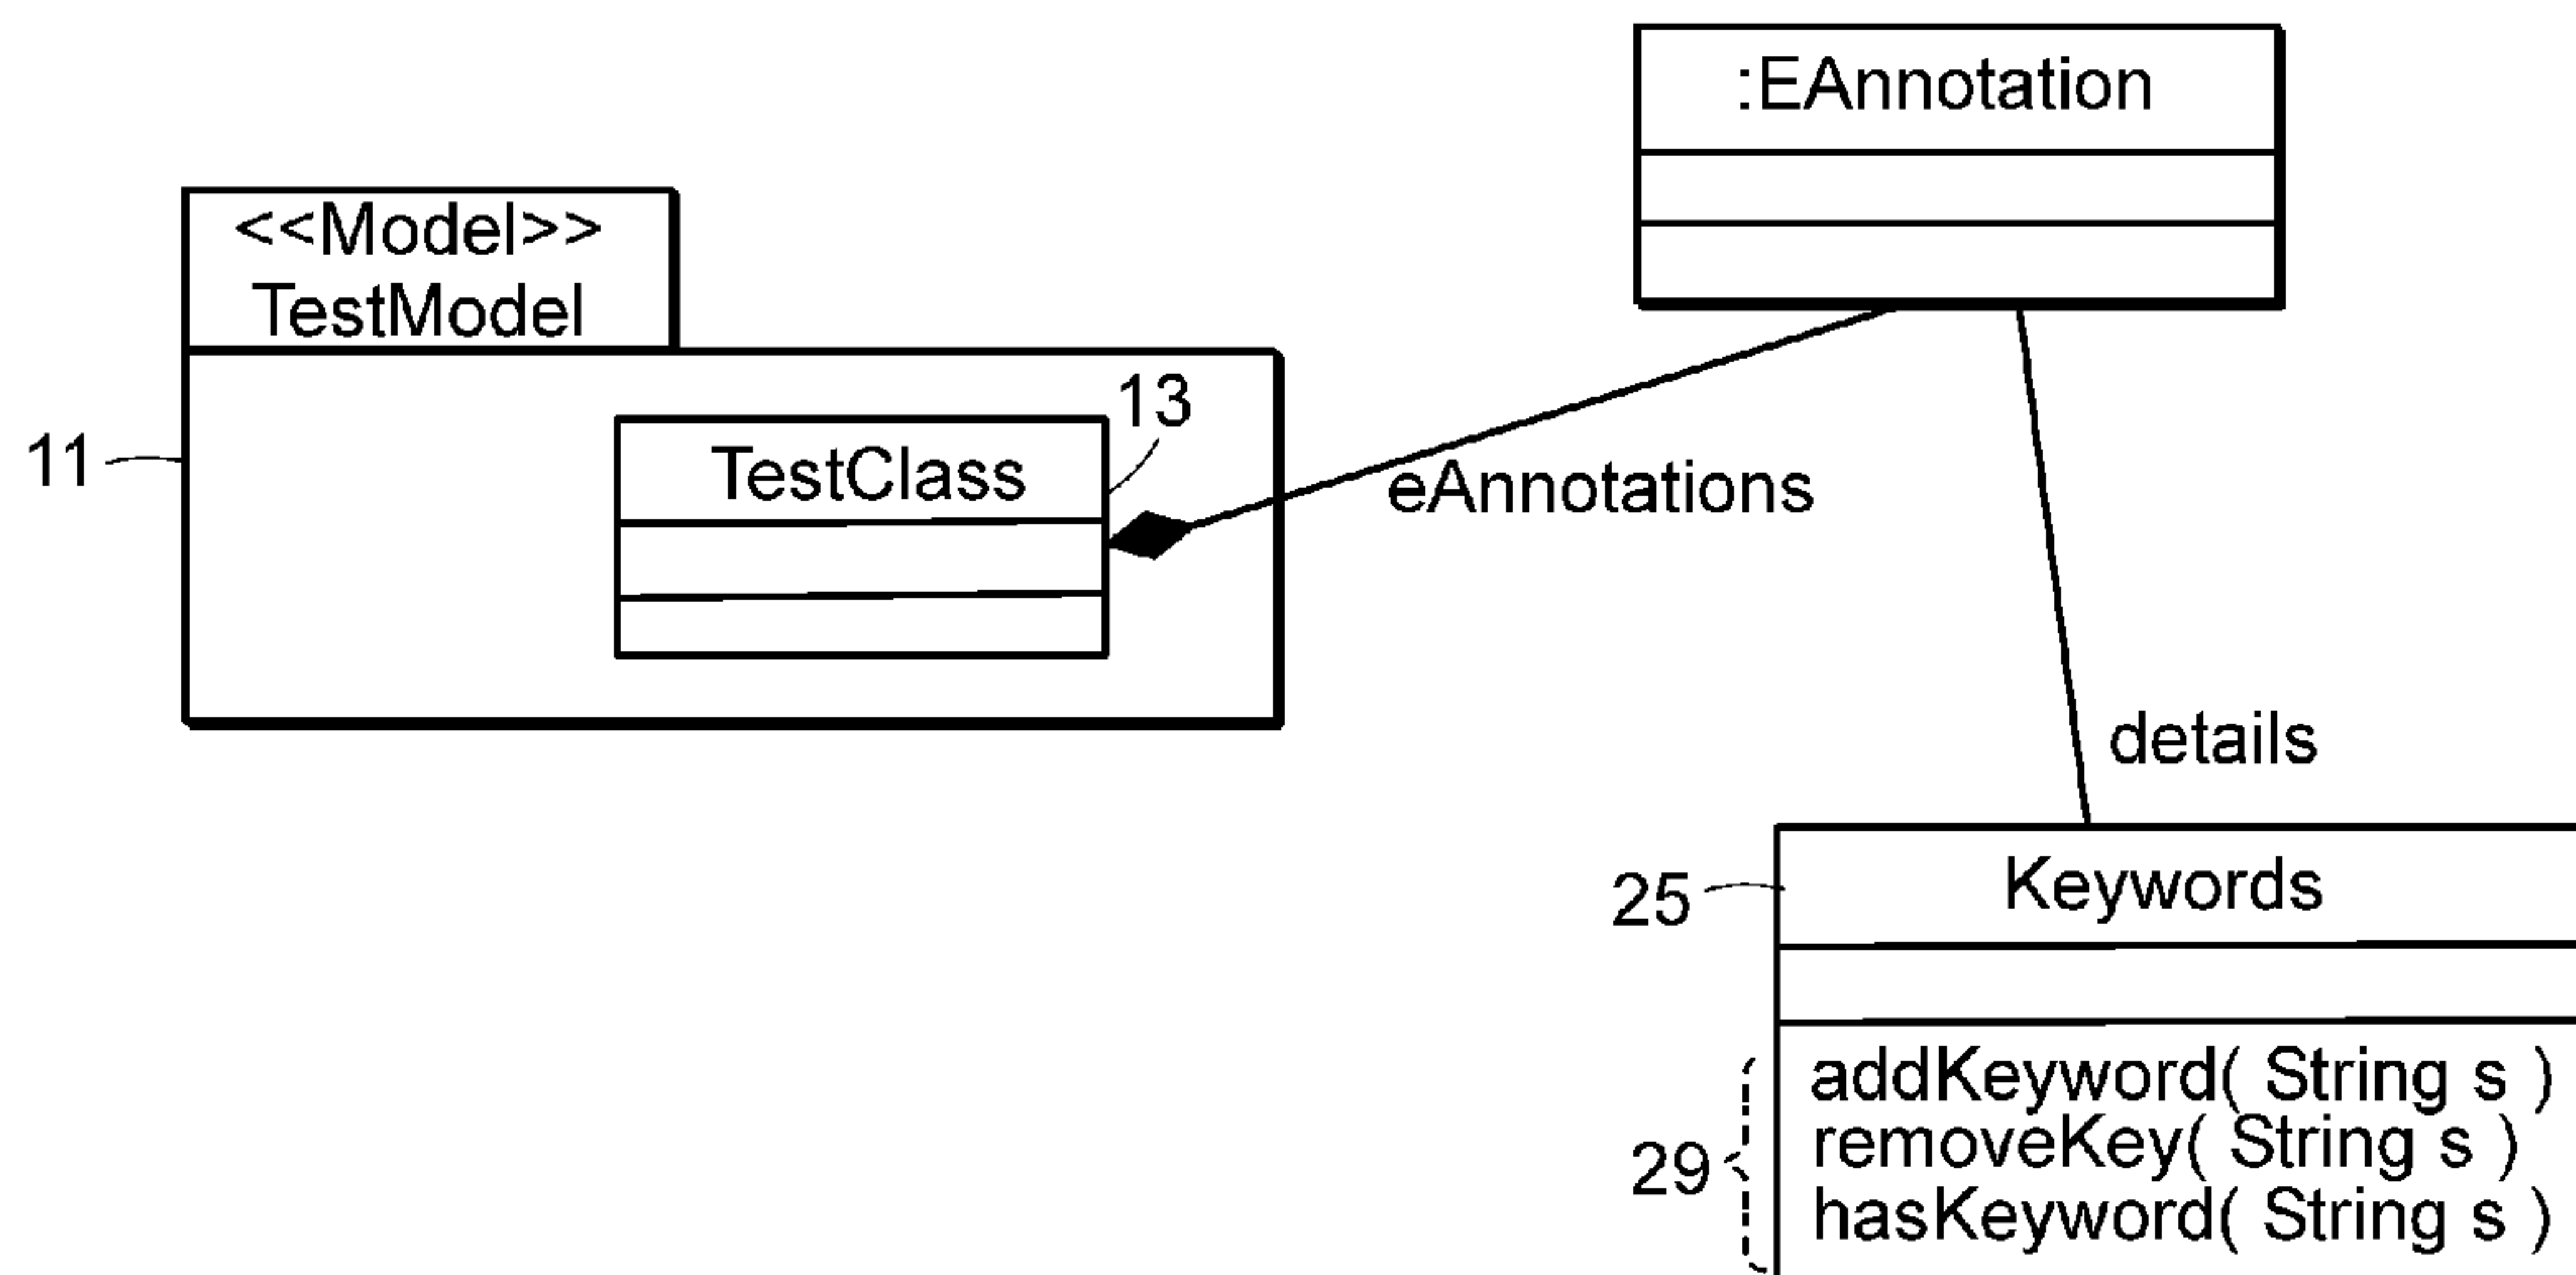 :EAnnotation
<<Model>>
TestModel
13
11
TestClass
eAnnotations
details
25
Keywords
addKeyword( String s )
removeKey( String s )
29
hasKeyword( String s )